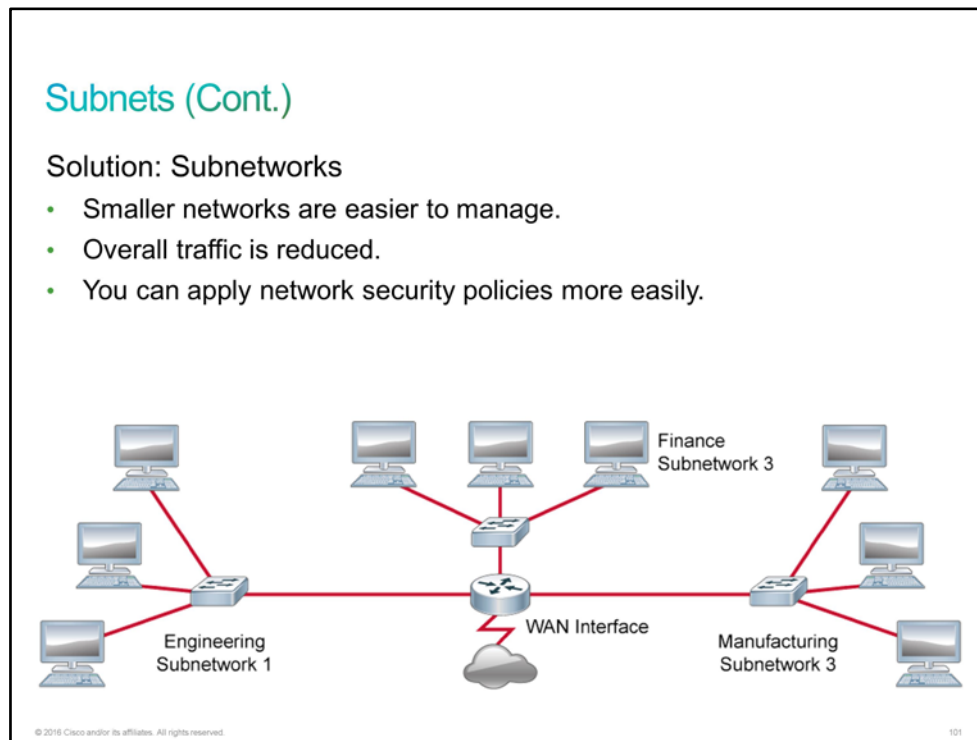 Subnets (Cont.)
Solution: Subnetworks
• Smaller networks are easier to manage.
• Overall traffic is reduced.
• You can apply network security policies more easily.
Finance
Subnetwork 3
WAN Interface
Engineering
Subnetwork 1
Manufacturing
Subnetwork 3
© 2016 Cisco and/or its affiliates. All rights reserved.
101